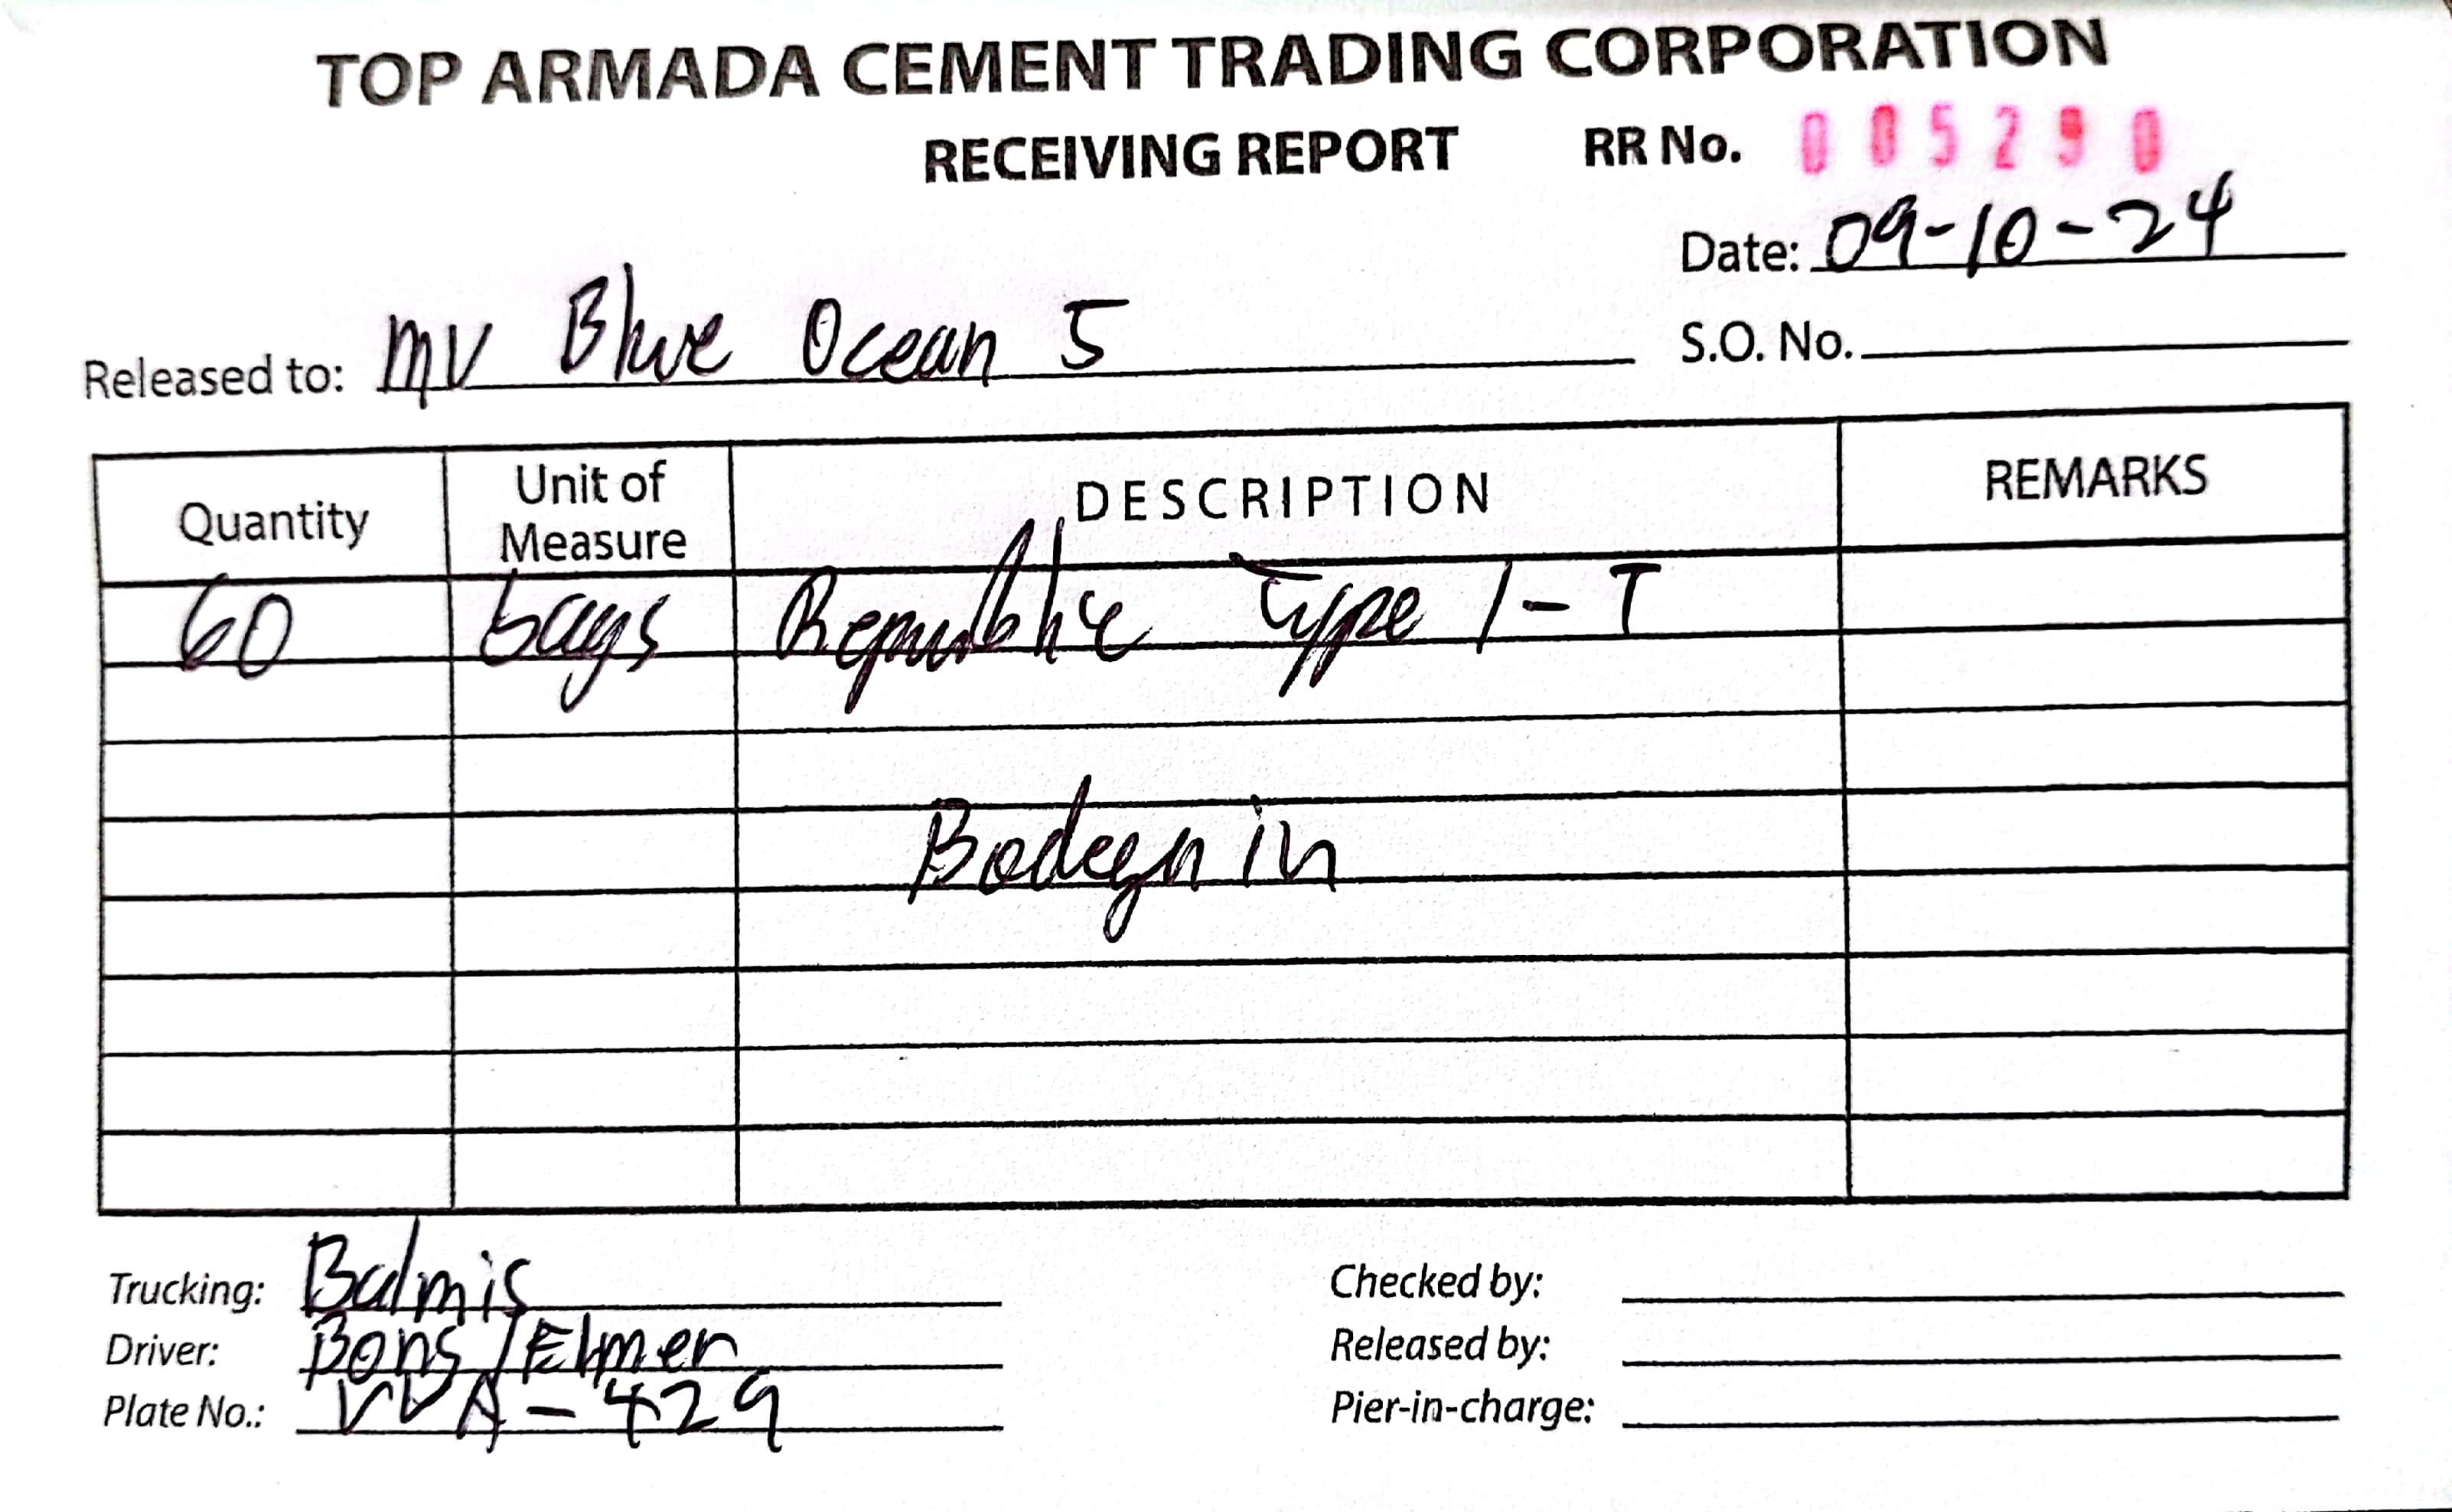 TOP ARMADA CEMENT TRADING CORPORATION
RECEIVING REPORT RR No. 005290
Date: 09-10-24
Released to: MV Blue Ocean 5 S.O. No.
Quantity Unit of Measure DESCRIPTION REMARKS
60 bags Republic Type 1-T
Bodega in
Trucking: Balmis Checked by:
Driver: Bons/Elmer Released by:
Plate No.: VVA-429 Pier-in-charge: